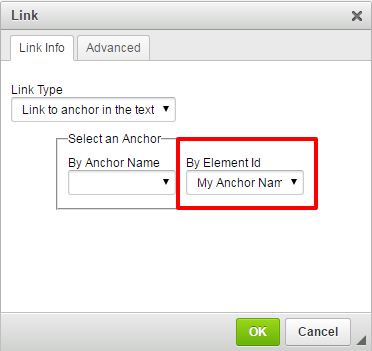 Link
Link Info Advanced
Link Type
Link to anchor in the text
Select an Anchor
By Anchor Name By Element Id
My Anchor Nam
OK Cancel